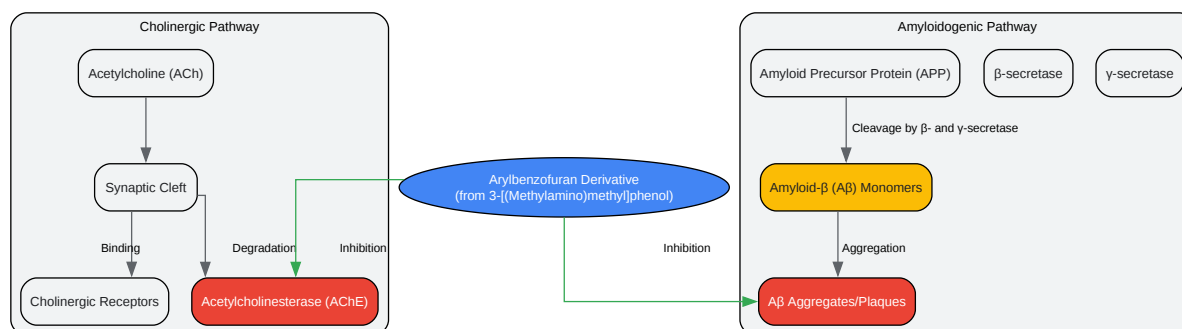 Cholinergic Pathway
Amyloidogenic Pathway
Acetylcholine (ACh)
Amyloid Precursor Protein (APP)
β-secretase
γ-secretase
Cleavage by β- and γ-secretase
Synaptic Cleft
Arylbenzofuran Derivative
(from 3-[(Methylamino)methyl]phenol)
Amyloid-β (Aβ) Monomers
Binding
Degradation
Inhibition
Inhibition
Aggregation
Cholinergic Receptors
Acetylcholinesterase (AChE)
Aβ Aggregates/Plaques